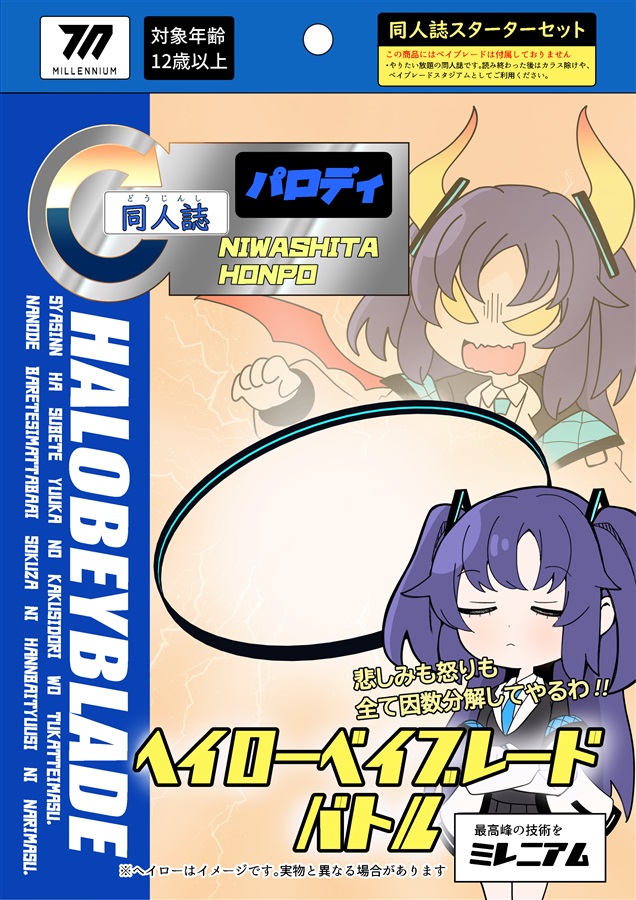 MILLENNIUM
対象年齢
12歳以上
同人誌スターターセット
この商品にはベイブレードは付属しておりません
・やりたい放題の同人誌です。読み終わった後はカラス除けや、
ベイブレードスタジアムとしてご利用ください。
どうじんし
同人誌
パロディ
NIWASHITA
HONPO
HALOBEYBLADE
SYASINN HA SUBETE YUUKA NO KAKUSIDORI WO TUKATTEIMASU.
NANODE BARETESIMATTABAAI SOKUZA NI HANNBAITYUUSI NI NARIMASU.
悲しみも怒りも
全て因数分解してやるわ!!
ヘイローベイブレード
バトル
最高峰の技術を
ミレニアム
※ヘイローはイメージです。実物と異なる場合があります